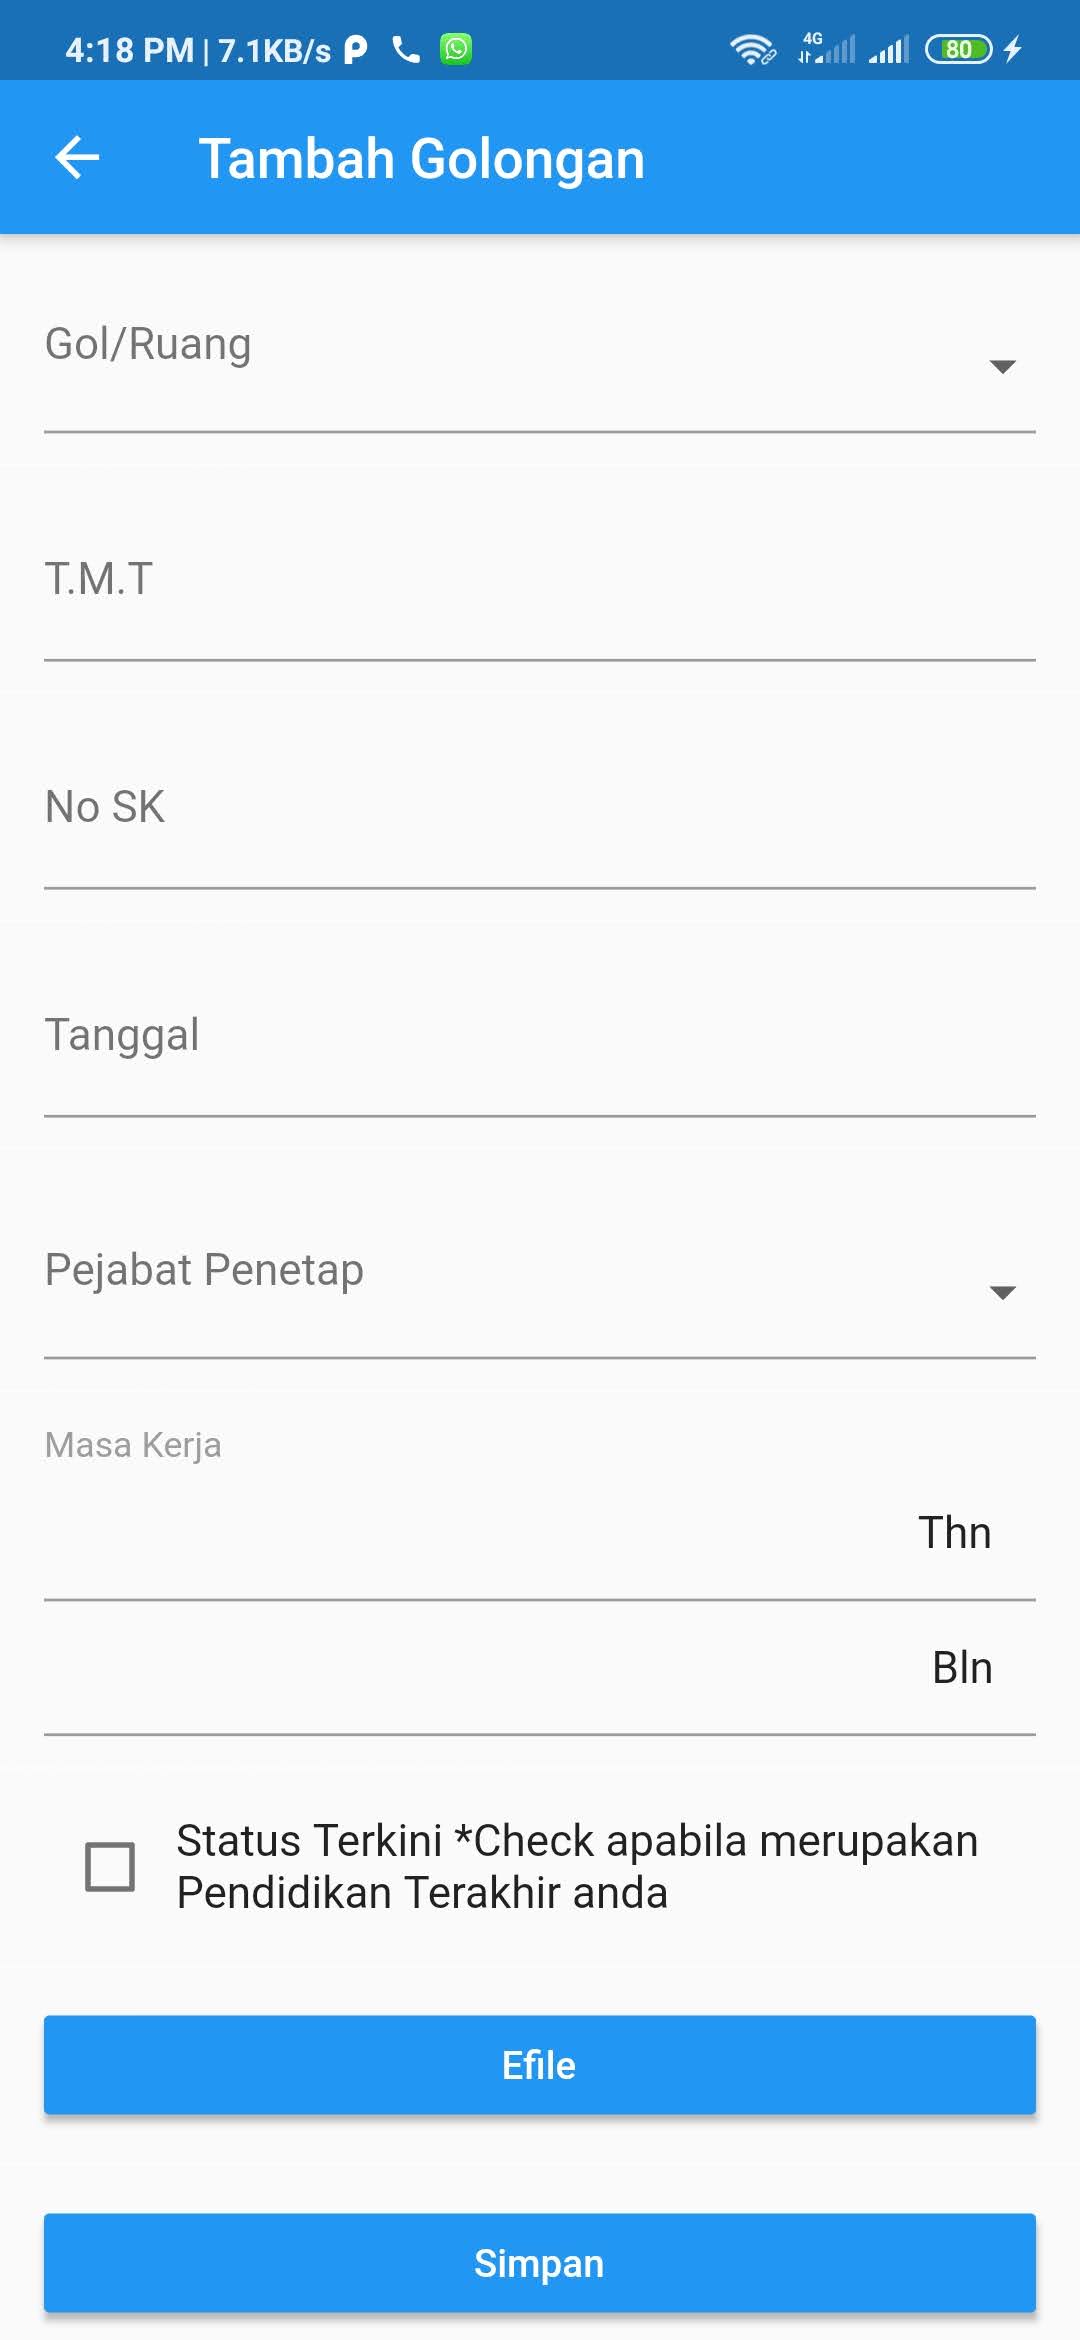 4:18 PM | 7.1KB/s
4G
80
Tambah Golongan
Gol/Ruang
T.M.T
No SK
Tanggal
Pejabat Penetap
Masa Kerja
Thn
Bln
Status Terkini *Check apabila merupakan
Pendidikan Terakhir anda
Efile
Simpan